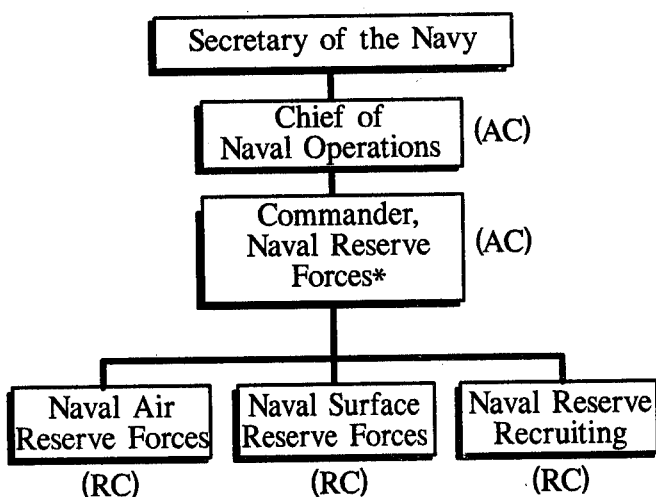 Secretary of the Navy
Chief of
Naval Operations
(AC)
Commander,
Naval Reserve
Forces*
(AC)
Naval Air
Reserve Forces
(RC)
Naval Surface
Reserve Forces
(RC)
Naval Reserve
Recruiting
(RC)